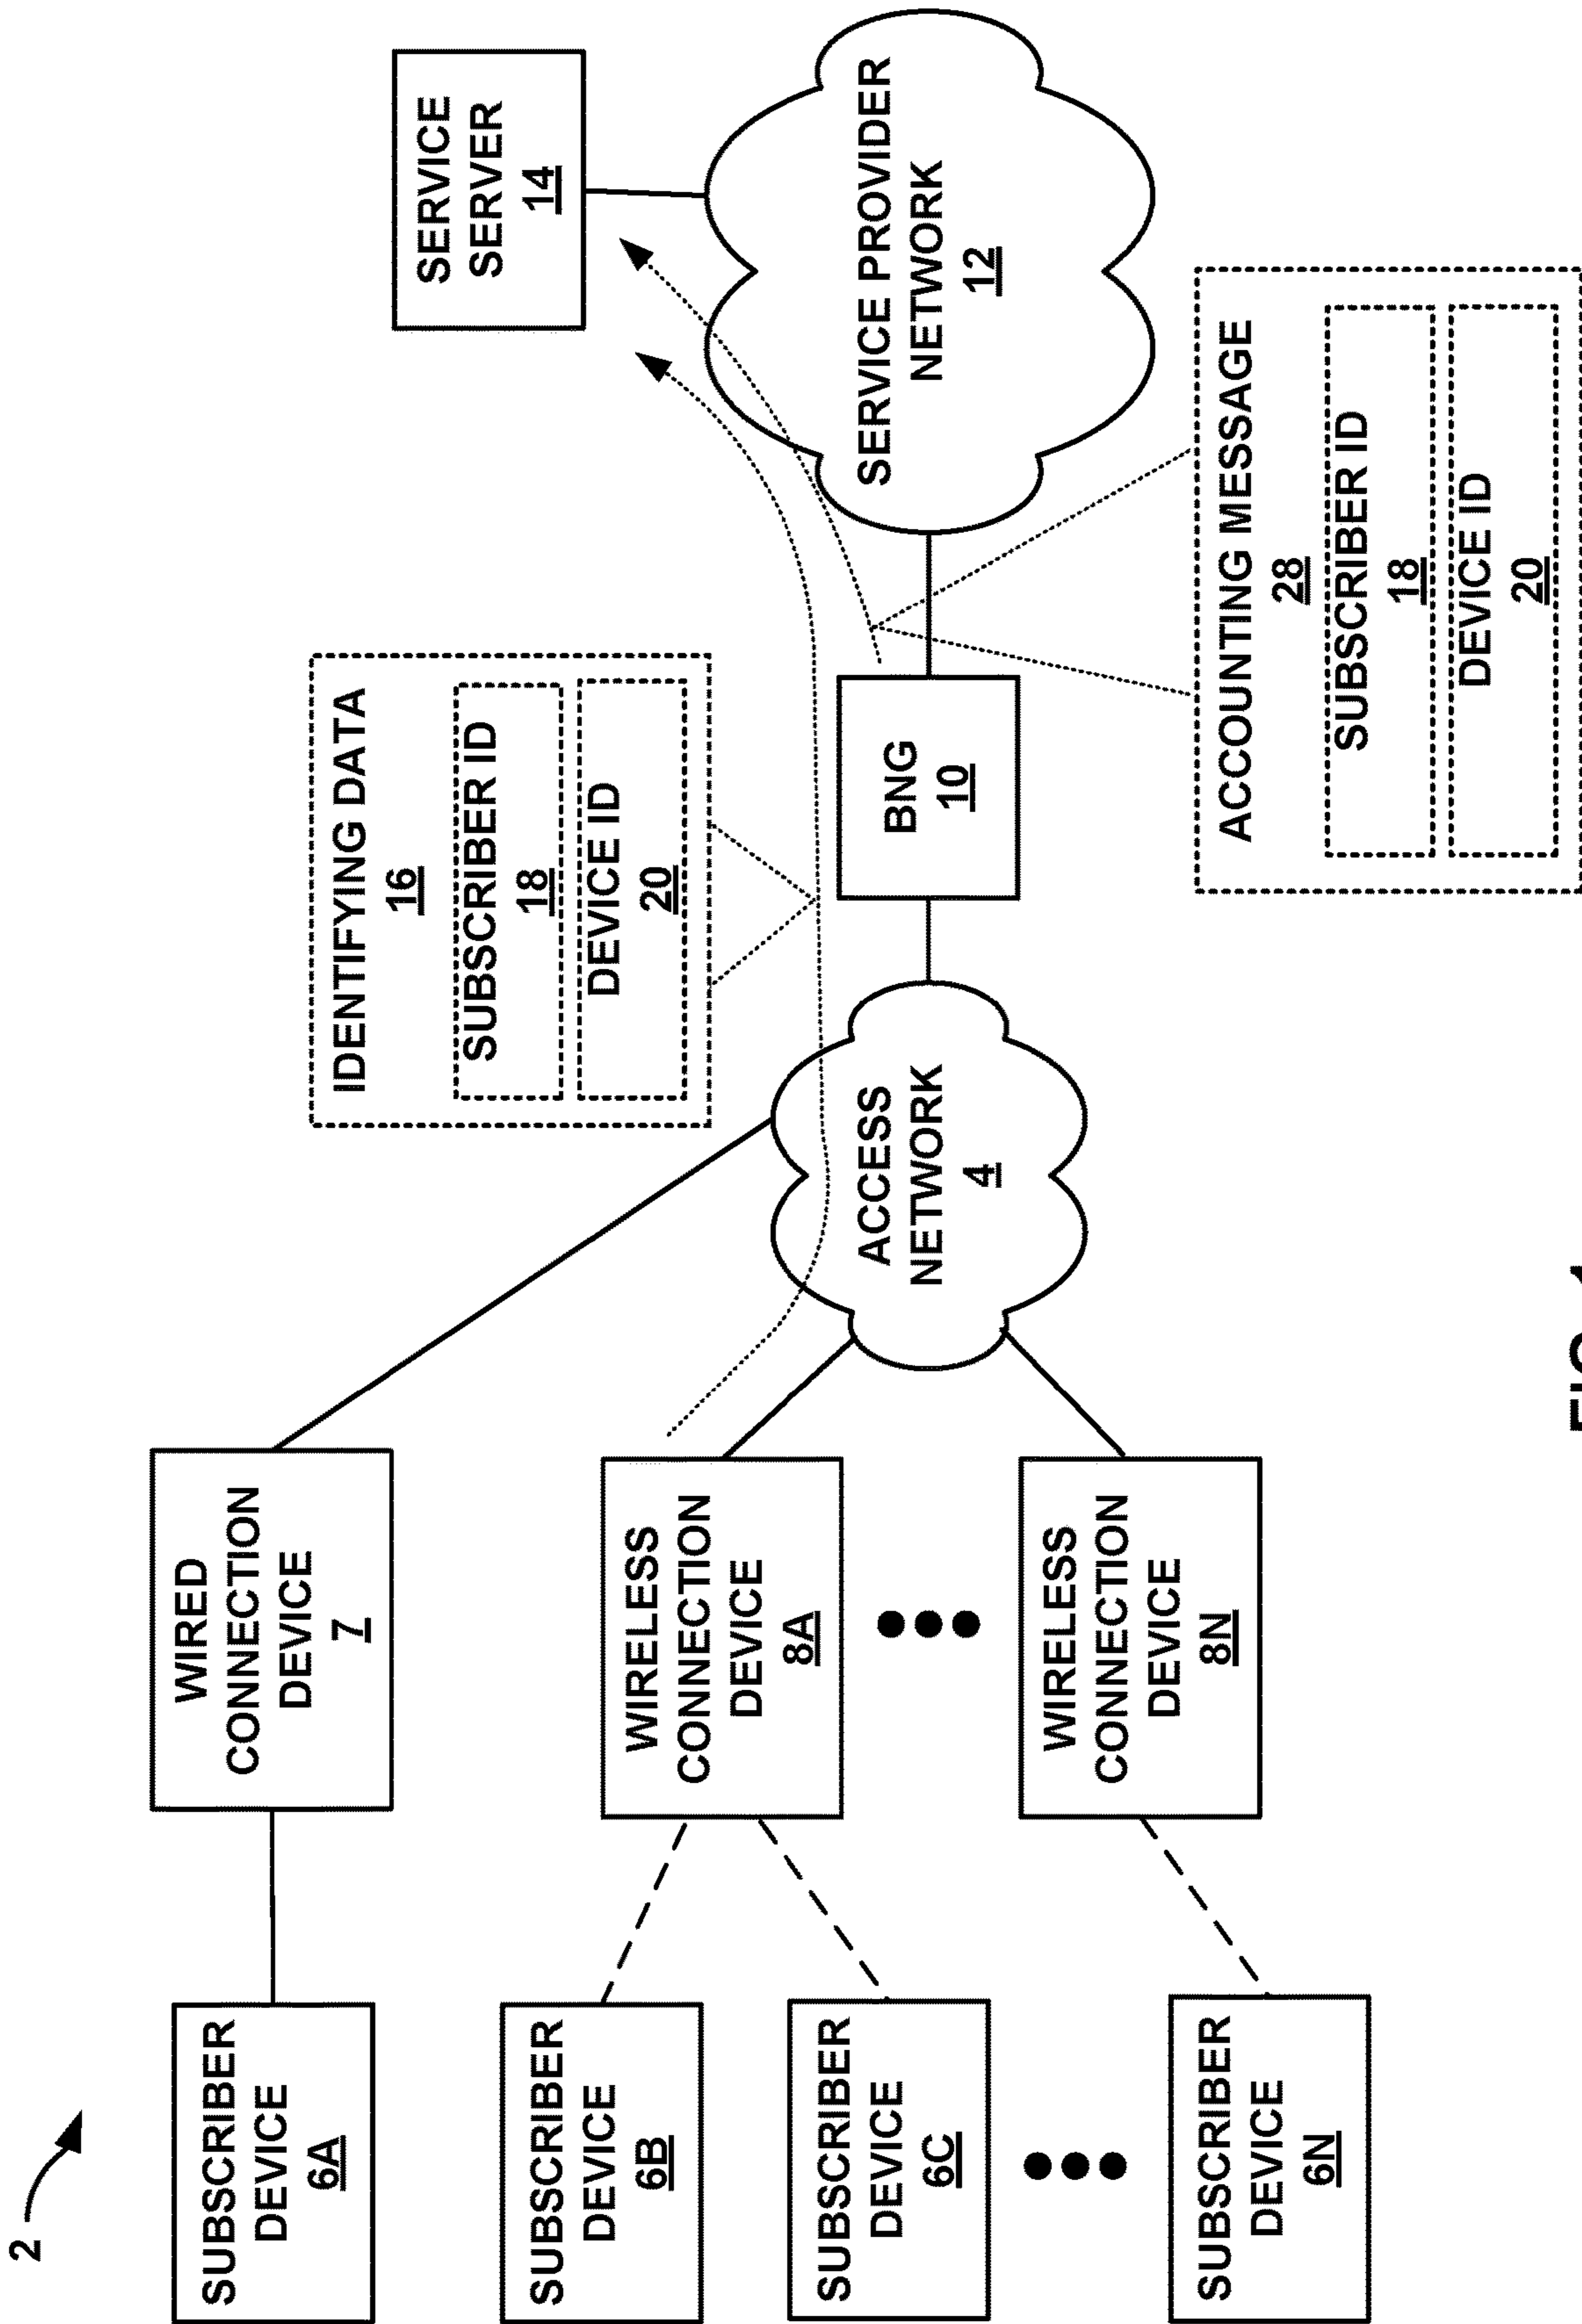 2
SUBSCRIBER
DEVICE
6A
SUBSCRIBER
DEVICE
6B
SUBSCRIBER
DEVICE
6C
SUBSCRIBER
DEVICE
6N
WIRED
CONNECTION
DEVICE
7
WIRELESS
CONNECTION
DEVICE
8A
WIRELESS
CONNECTION
DEVICE
8N
ACCESS
NETWORK
4
IDENTIFYING DATA
16
SUBSCRIBER ID
18
DEVICE ID
20
BNG
10
SERVICE
SERVER
14
SERVICE PROVIDER
NETWORK
12
ACCOUNTING MESSAGE
28
SUBSCRIBER ID
18
DEVICE ID
20
FIG. 1